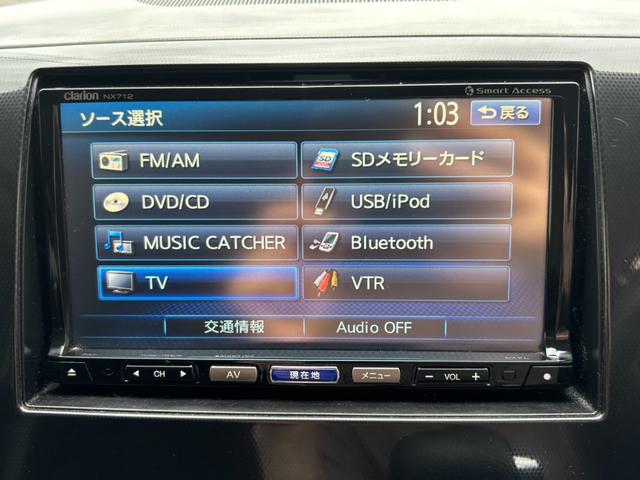 clarion NX712 Smart Access
ソース選択 1:03 戻る
FM/AM SDメモリーカード
DVD/CD USB/iPod
MUSIC CATCHER Bluetooth
TV VTR
交通情報 Audio OFF
CH AV 現在地 メニュー − VOL +